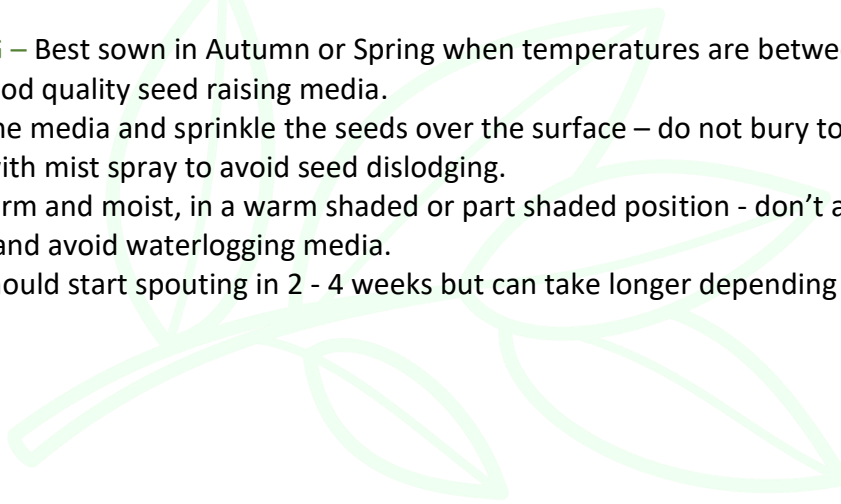 – Best sown in Autumn or Spring when temperatures are
od quality seed raising media.
he media and sprinkle the seeds over the surface – do not bury
ith mist spray to avoid seed dislodging.
rm and moist, in a warm shaded or part shaded position - don't
and avoid waterlogging media.
ould start spouting in 2 - 4 weeks but can take longer depending